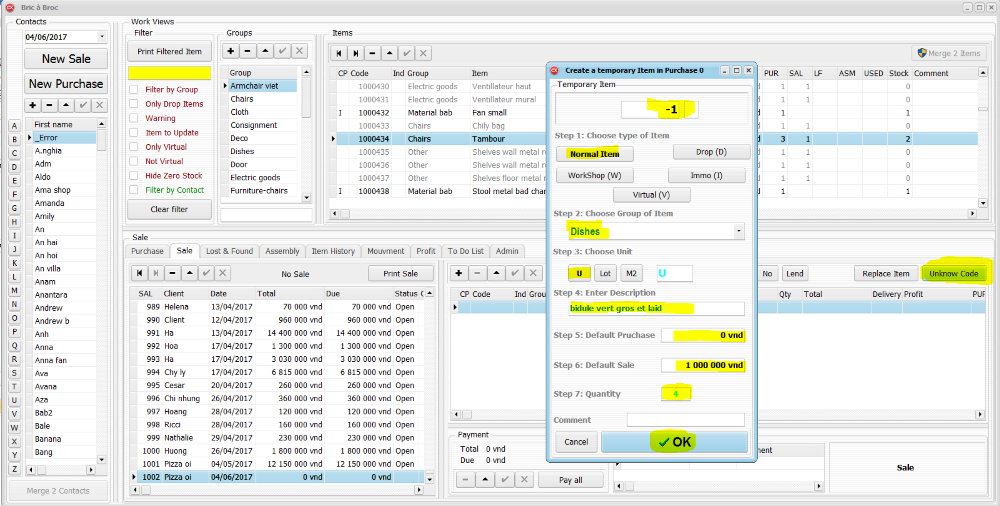 Bric à Broc
Contacts
04/06/2017
New Sale
New Purchase
First name
_Error
A.nghia
Adm
Aldo
Ama shop
Amanda
Amily
An
An hai
An hoi
An villa
Anam
Anantara
Andrew
Andrew b
Anh
Anna
Anna fan
Ava
Avana
Aza
Bab2
Bale
Banana
Bang
A
B
C
D
E
F
G
H
I
J
K
L
M
N
O
P
Q
R
S
T
U
V
W
X
Y
Z
Merge 2 Contacts
Work Views
Filter
Print Filtered Item
Filter by Group
Only Drop Items
Warning
Item to Update
Only Virtual
Not Virtual
Hide Zero Stock
Filter by Contact
Clear filter
Groups
Group
Armchair viet
Chairs
Cloth
Consignment
Deco
Dishes
Door
Electric goods
Furniture-chairs
Items
Merge 2 Items
CP Code Ind Group Item PUR SAL LF ASM USED Stock Comment
1000430 Electric goods Ventillateur haut 1 1 0
1000431 Electric goods Ventillateur mural 1 1 0
I 1000432 Material bab Fan small 1 1
1000433 Chairs Chily bag 1 1 0
1000434 Chairs Tambour 3 1 2
1000435 Other Shelves wall metal 1 1 0
1000436 Other Shelves wall metal 1 1 0
1000437 Other Shelves floor metal 1 1 0
I 1000438 Material bab Stool metal bad char 1 1
Sale
Purchase Sale Lost & Found Assembly Item History Mouvment Profit To Do List Admin
No Sale
Print Sale
SAL Client Date Total Due Status C
989 Helena 13/04/2017 70 000 vnd 70 000 vnd Open
990 Client 12/04/2017 960 000 vnd 960 000 vnd Open
991 Ha 13/04/2017 14 400 000 vnd 14 400 000 vnd Open
992 Hoa 17/04/2017 1 300 000 vnd 1 300 000 vnd Open
993 Ha 17/04/2017 3 030 000 vnd 3 030 000 vnd Open
994 Chy ly 17/04/2017 6 815 000 vnd 6 815 000 vnd Open
995 Cesar 20/04/2017 260 000 vnd 260 000 vnd Open
996 Chi nhung 26/04/2017 360 000 vnd 360 000 vnd Open
997 Hoang 28/04/2017 120 000 vnd 120 000 vnd Open
998 Ricci 28/04/2017 160 000 vnd 160 000 vnd Open
999 Nathalie 29/04/2017 230 000 vnd 230 000 vnd Open
1000 Huong 26/04/2017 1 800 000 vnd 1 800 000 vnd Open
1001 Pizza oi 04/05/2017 12 150 000 vnd 12 150 000 vnd Open
1002 Pizza oi 04/06/2017 0 vnd 0 vnd
No Lend Replace Item Unknow Code
CP Code Ind Grou Qty Total Delivery Profit PUF
Payment
Total 0 vnd
Due 0 vnd
Pay all
nent
Sale
Create a temporary Item in Purchase 0
Temporary Item
-1
Step 1: Choose type of Item
Normal Item Drop (D)
WorkShop (W) Immo (I)
Virtual (V)
Step 2: Choose Group of Item
Dishes
Step 3: Choose Unit
U Lot M2 U
Step 4: Enter Description
bidule vert gros et laid
Step 5: Default Pruchase 0 vnd
Step 6: Default Sale 1 000 000 vnd
Step 7: Quantity 4
Comment
Cancel OK